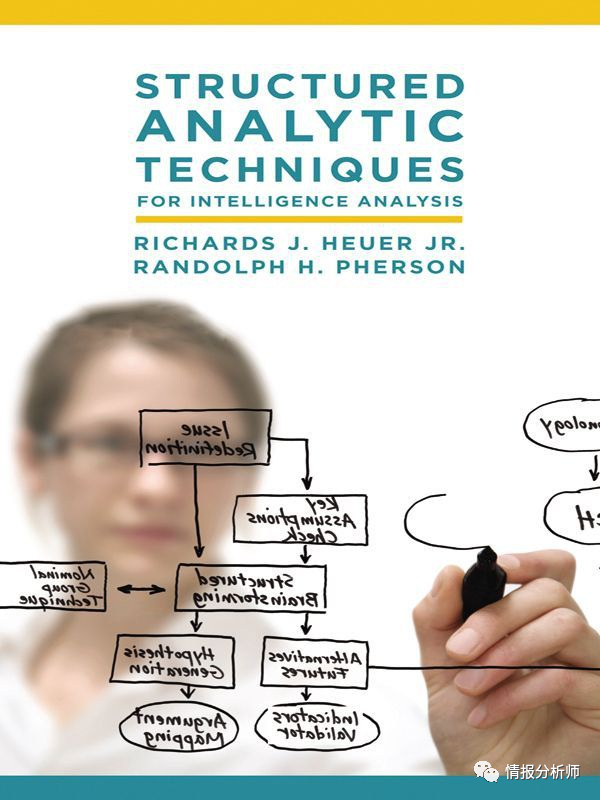 STRUCTURED
ANALYTIC
TECHNIQUES
FOR INTELLIGENCE ANALYSIS
RICHARDS J. HEUER JR.
RANDOLPH H. PHERSON
Issue
Redefinition
Key
Assumptions
Check
Nominal
Group
Technique
Structured
Brainstorming
Hypothesis
Generation
Alternatives
Futures
Argument
Mapping
Indicators
Validator
情报分析师